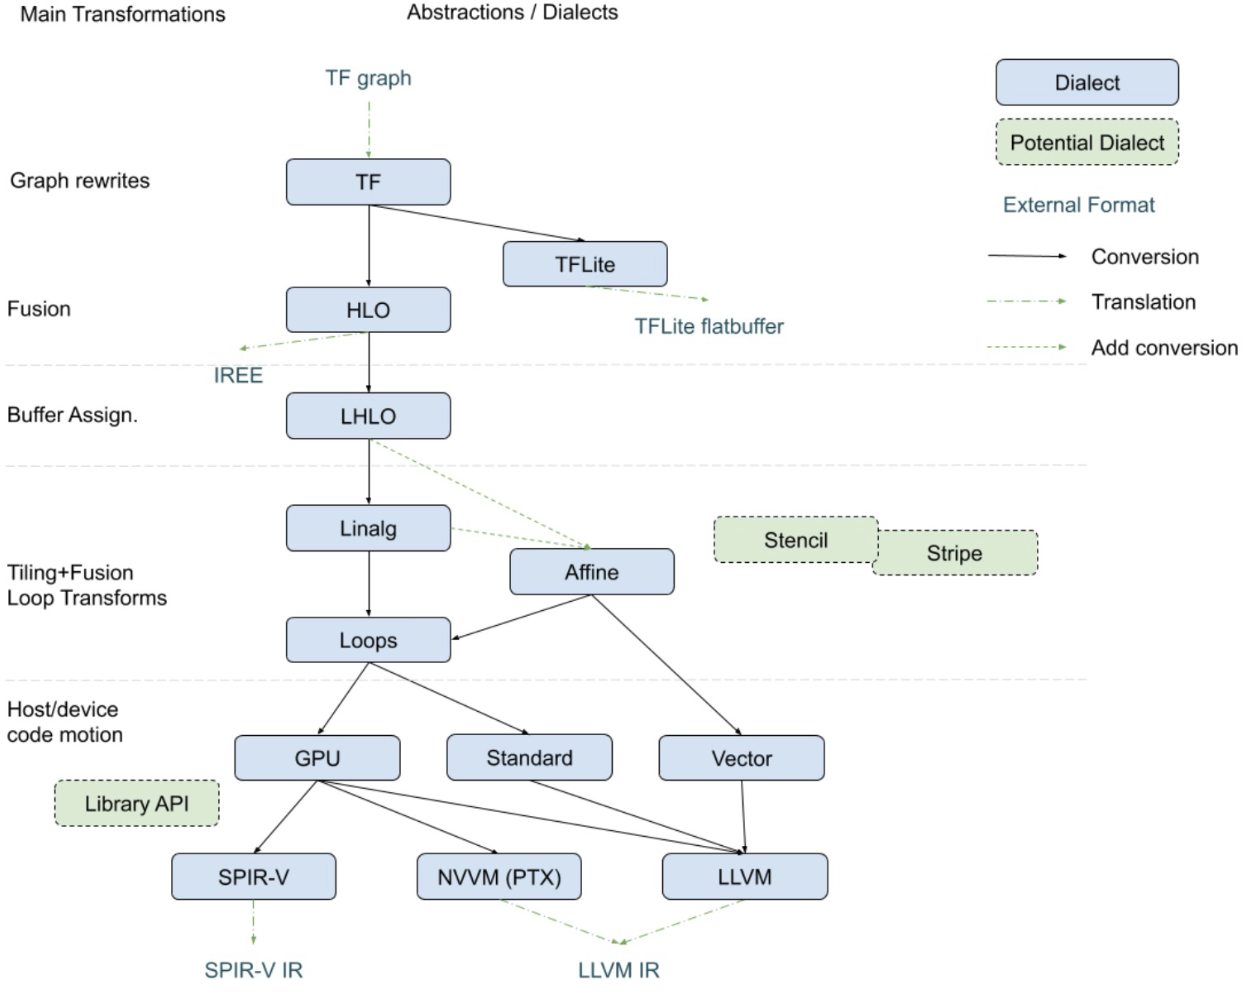 Main Transformations
Abstractions / Dialects
TF graph
Dialect
Potential Dialect
Graph rewrites
TF
External Format
TFLite
Conversion
Fusion
HLO
Translation
TFLite flatbuffer
Add conversion
IREE
Buffer Assign.
LHLO
Linalg
Stencil
Stripe
Tiling+Fusion
Loop Transforms
Affine
Loops
Host/device
code motion
GPU
Standard
Vector
Library API
SPIR-V
NVVM (PTX)
LLVM
SPIR-V IR
LLVM IR